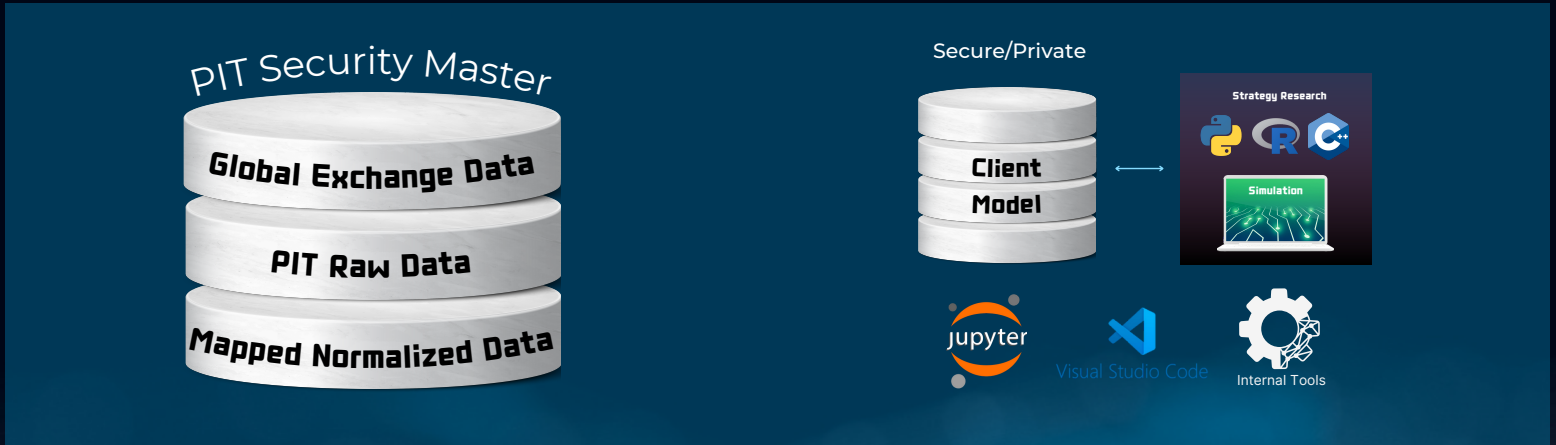 PIT Security Master
Global Exchange Data
PIT Raw Data
Mapped Normalized Data
Secure/Private
Client
Model
Strategy Research
R
C++
Simulation
jupyter
Visual Studio Code
Internal Tools